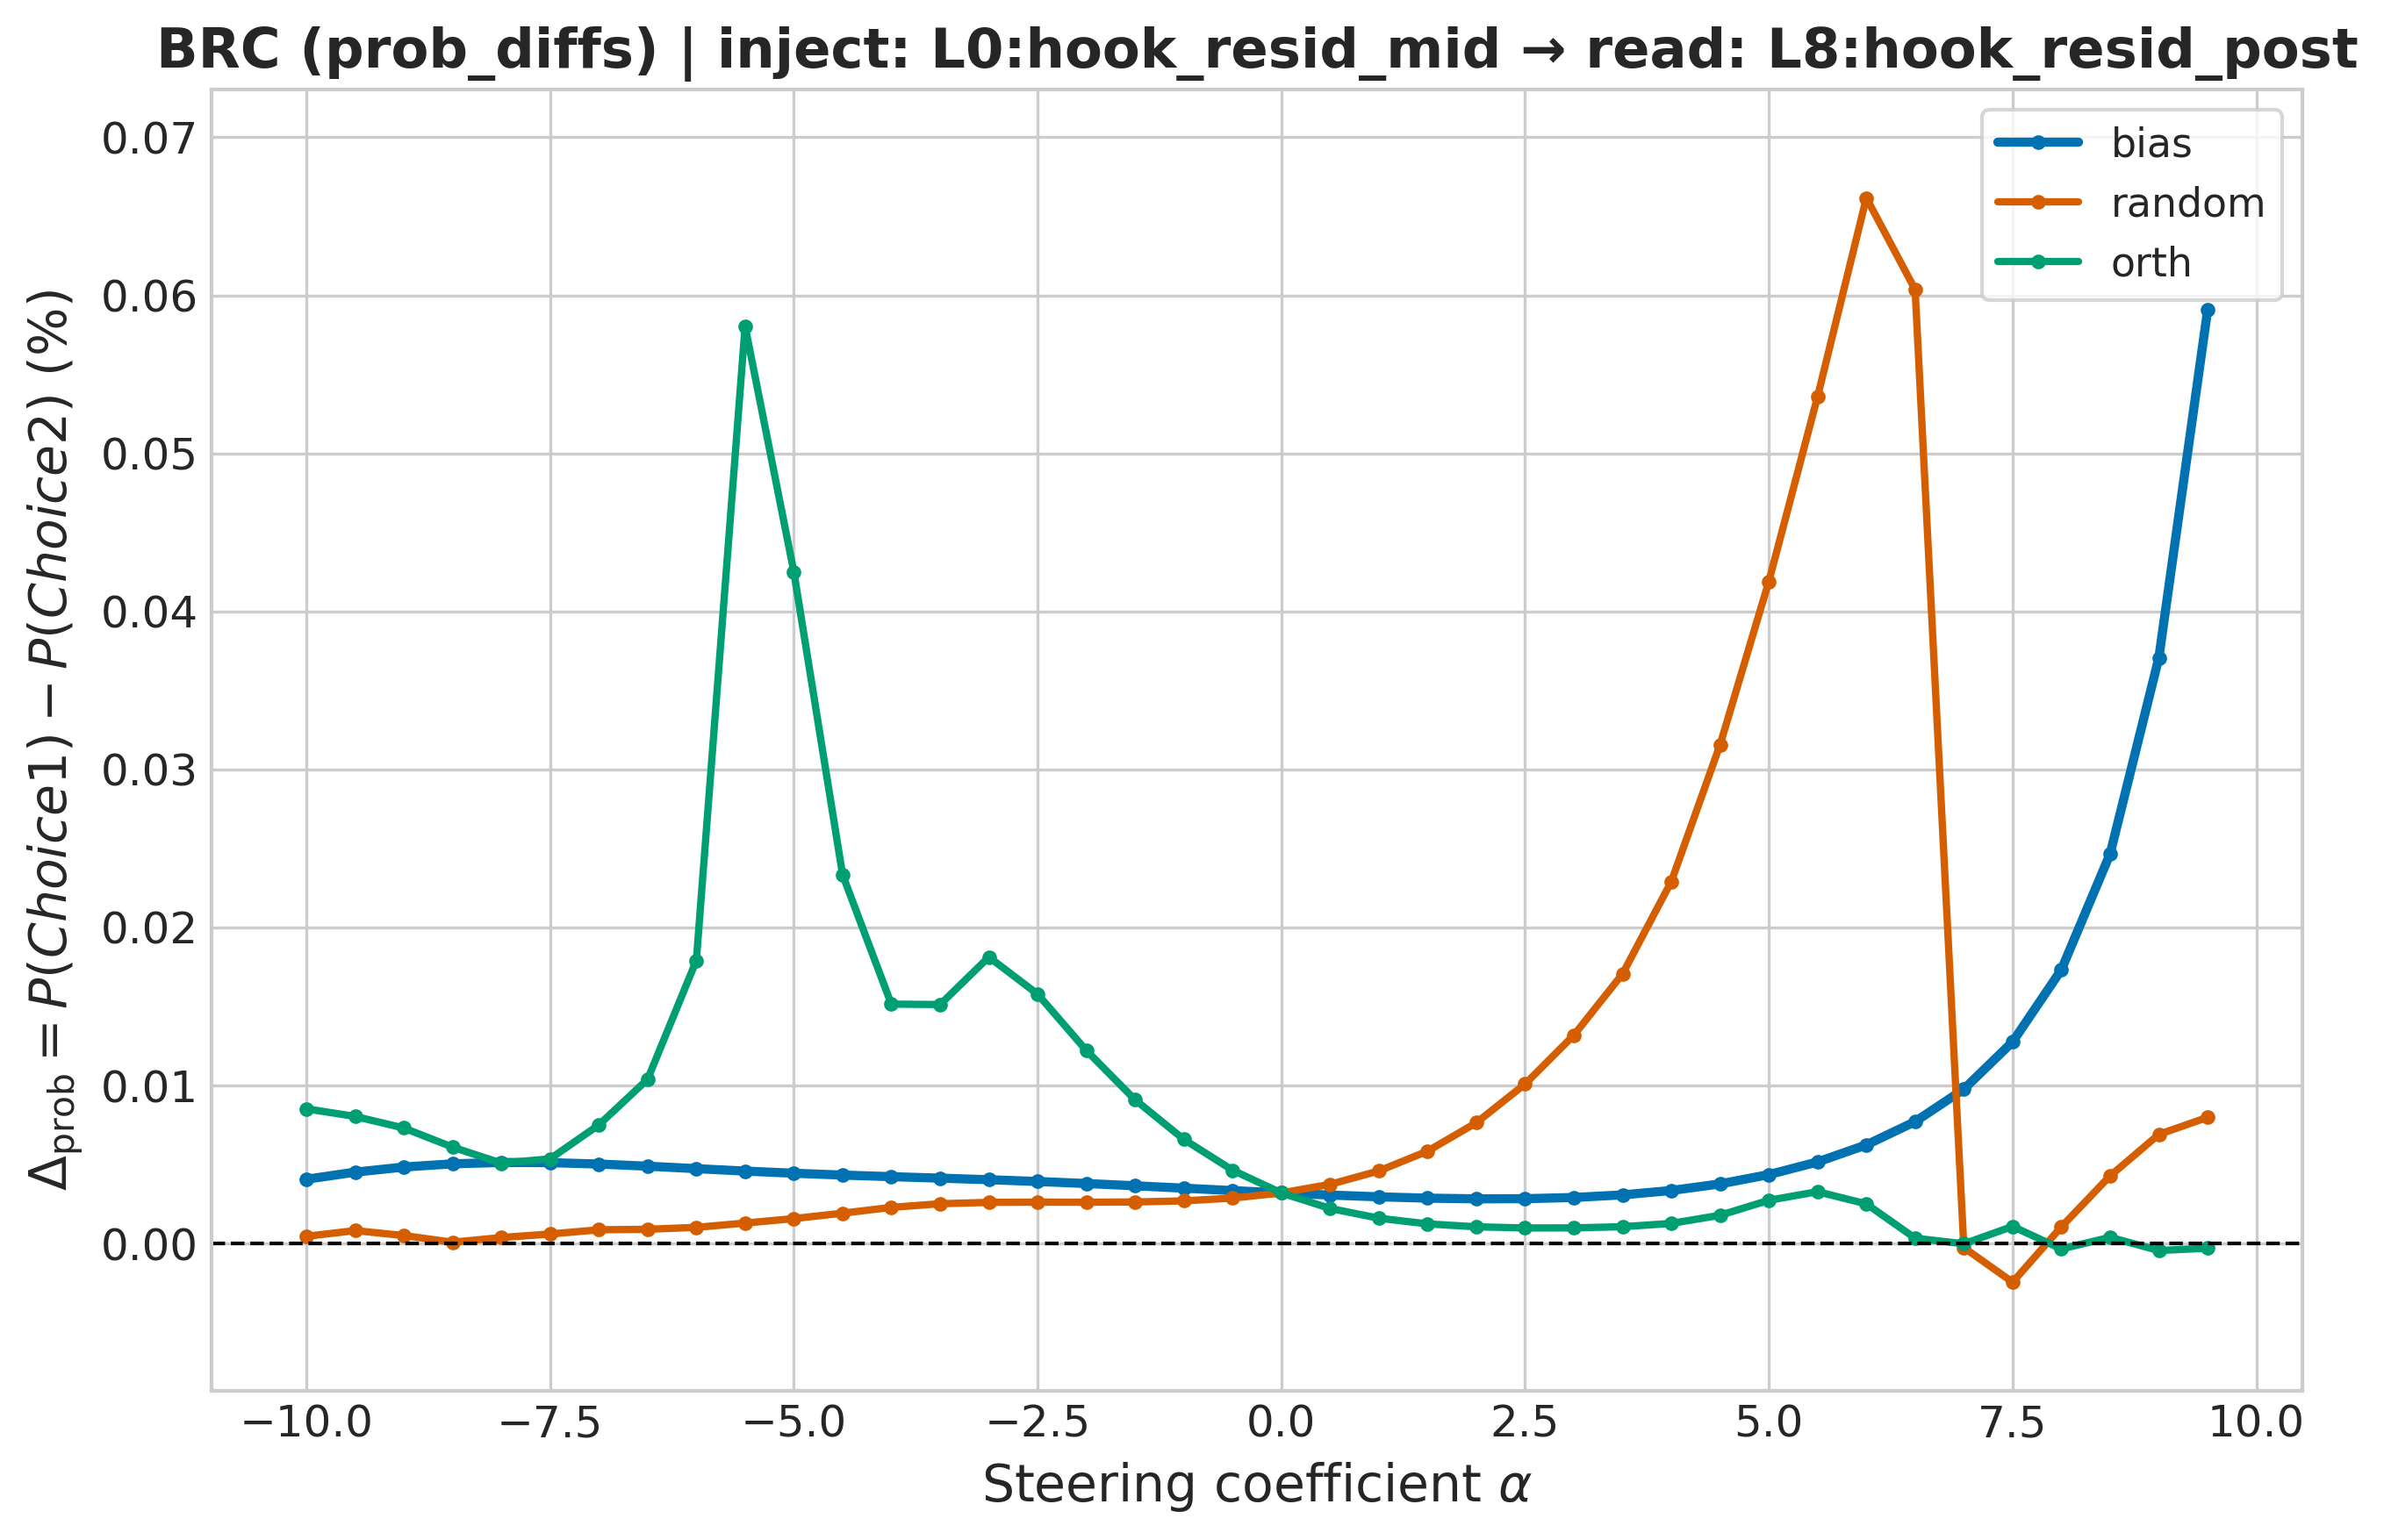 BRC (prob_diffs) | inject: L0:hook_resid_mid → read: L8:hook_resid_post
Δprob = P(Choice1) − P(Choice2) (%)
0.07
0.06
0.05
0.04
0.03
0.02
0.01
0.00
bias
random
orth
−10.0 −7.5 −5.0 −2.5 0.0 2.5 5.0 7.5 10.0
Steering coefficient α